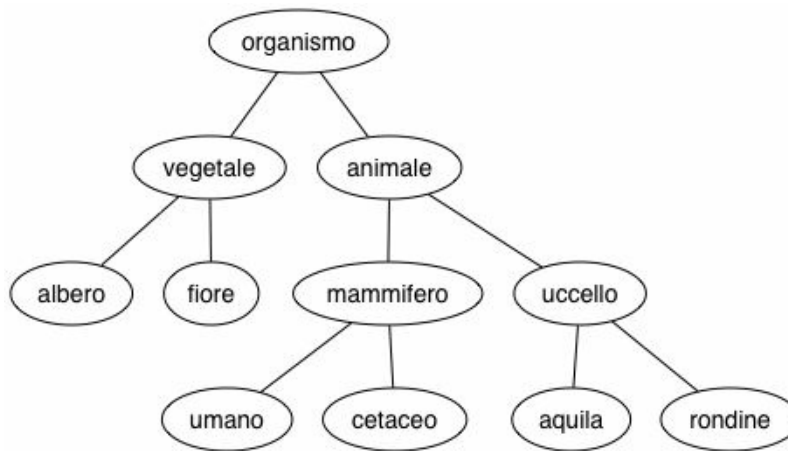 organismo
vegetale animale
albero fiore mammifero uccello
umano cetaceo aquila rondine